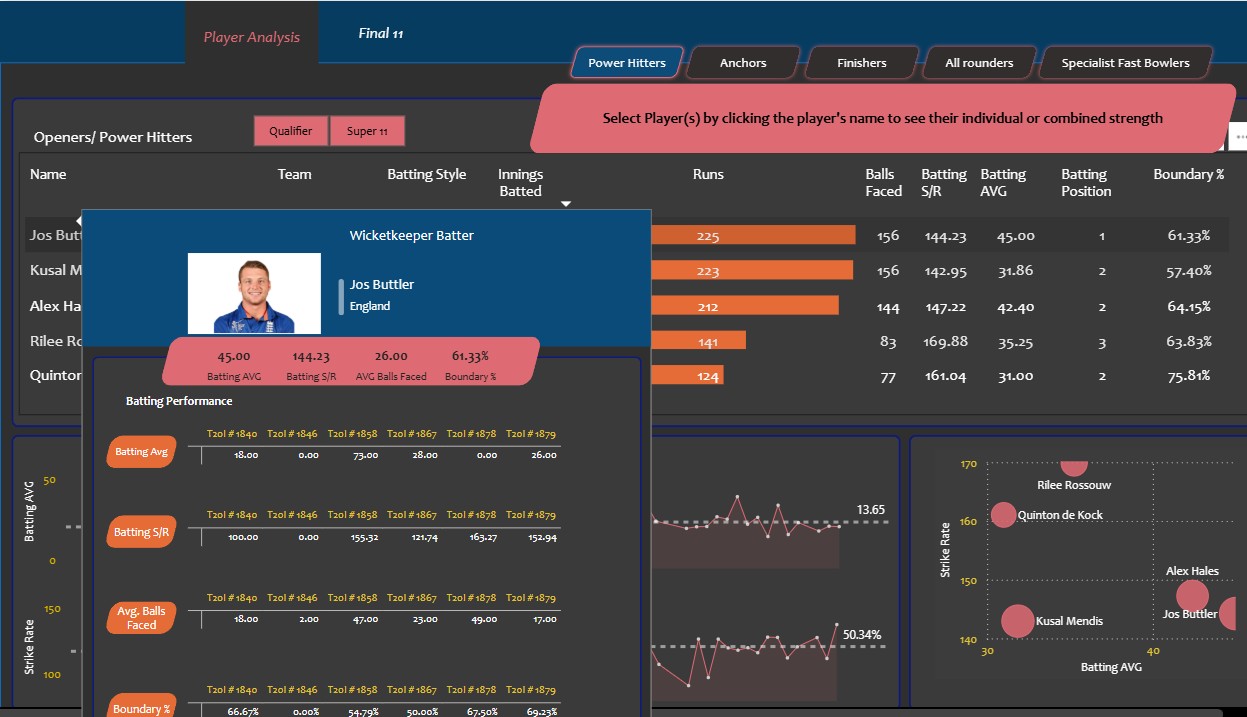 Player Analysis
Final 11
Power Hitters
Anchors
Finishers
All rounders
Specialist Fast Bowlers
Select Player(s) by clicking the player's name to see their individual or combined strength
Openers/ Power Hitters
Qualifier
Super 11
Name Team Batting Style Innings Batted Runs Balls Faced Batting S/R Batting AVG Batting Position Boundary %
Jos Butt 225 156 144.23 45.00 1 61.33%
Kusal M 223 156 142.95 31.86 2 57.40%
Alex Ha 212 144 147.22 42.40 2 64.15%
Rilee Ro 141 83 169.88 35.25 3 63.83%
Quinton 124 77 161.04 31.00 2 75.81%
Wicketkeeper Batter
Jos Buttler
England
45.00 144.23 26.00 61.33%
Batting AVG Batting S/R AVG Balls Faced Boundary %
Batting Performance
T20I # 1840 T20I # 1846 T20I # 1858 T20I # 1867 T20I # 1878 T20I # 1879
Batting Avg
18.00 0.00 73.00 28.00 0.00 26.00
T20I # 1840 T20I # 1846 T20I # 1858 T20I # 1867 T20I # 1878 T20I # 1879
Batting S/R
100.00 0.00 155.32 121.74 163.27 152.94
T20I # 1840 T20I # 1846 T20I # 1858 T20I # 1867 T20I # 1878 T20I # 1879
Avg. Balls
Faced
18.00 2.00 47.00 23.00 49.00 17.00
T20I # 1840 T20I # 1846 T20I # 1858 T20I # 1867 T20I # 1878 T20I # 1879
Boundary %
66.67% 0.00% 54.79% 50.00% 67.50% 69.23%
Batting AVG
50
0
Strike Rate
150
100
13.65
50.34%
Strike Rate
170
160
150
140
30
40
Batting AVG
Rilee Rossouw
Quinton de Kock
Alex Hales
Jos Buttler
Kusal Mendis